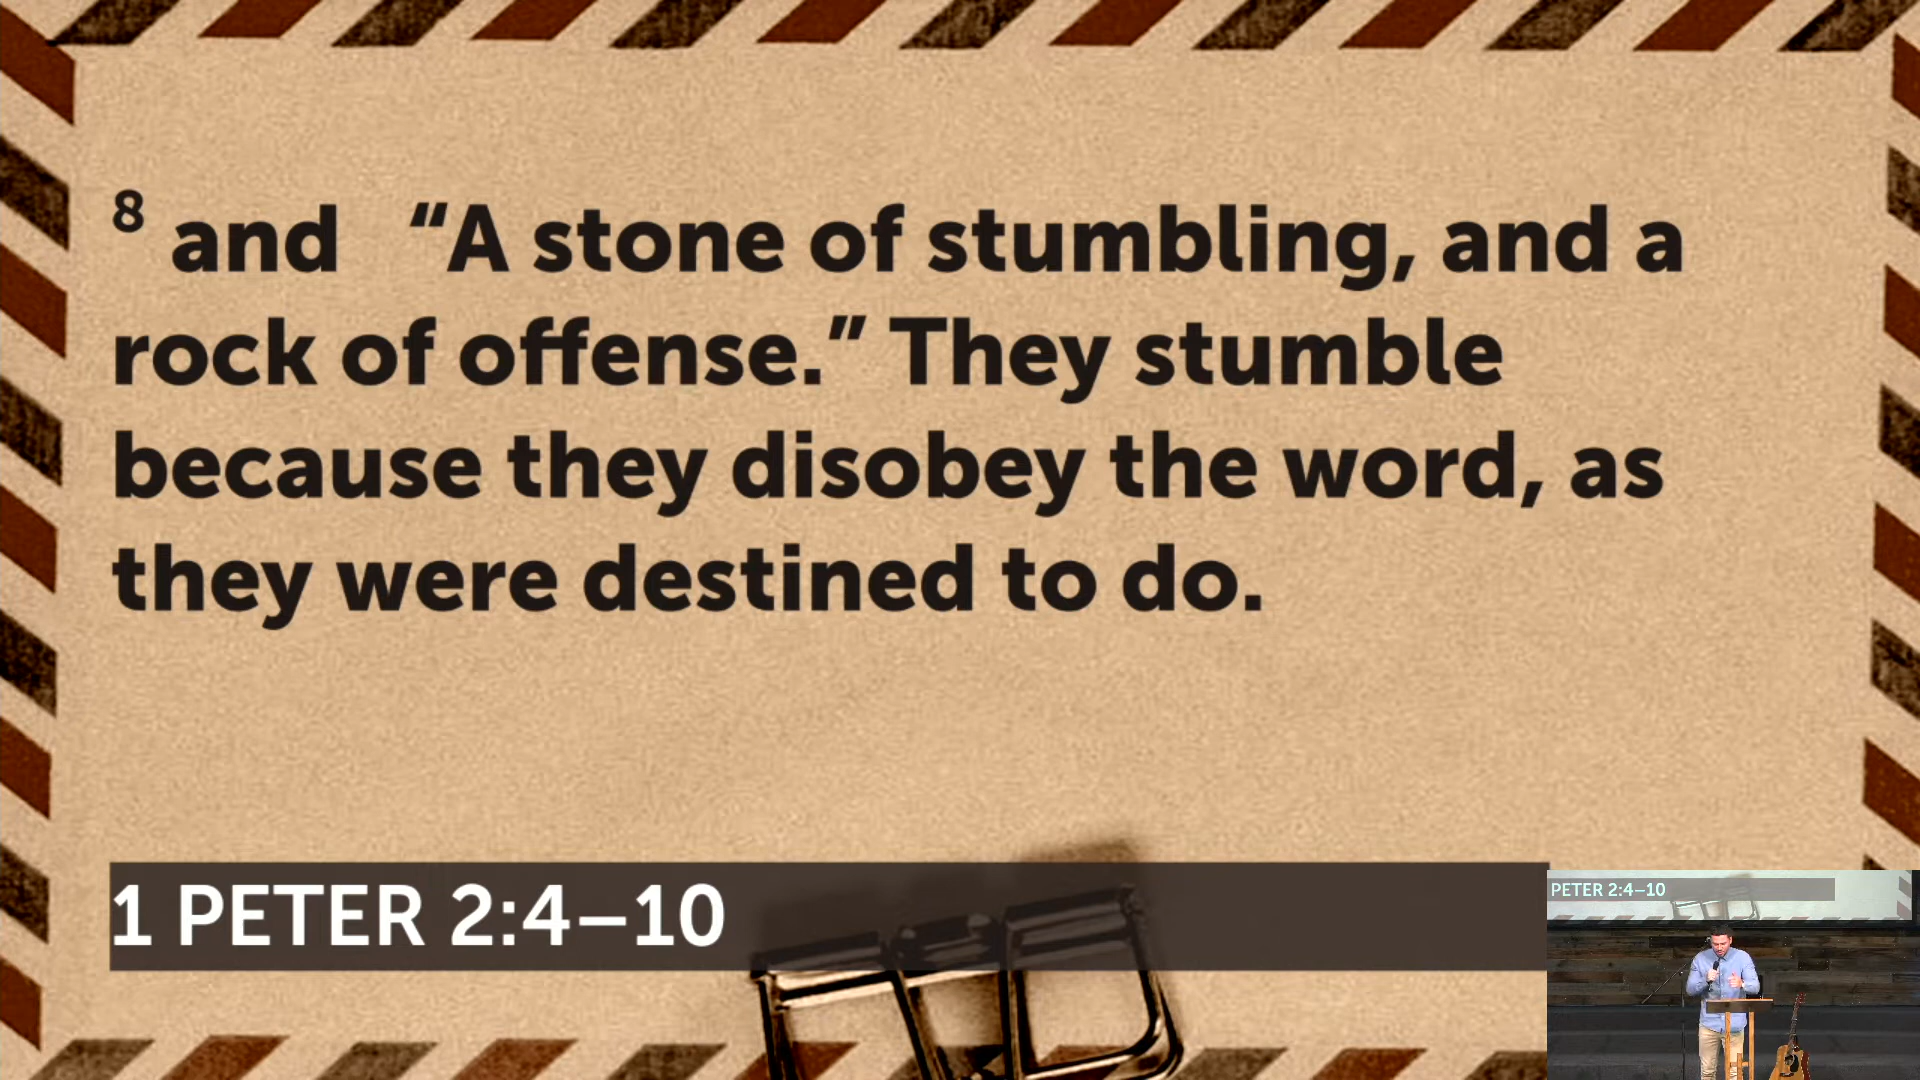 8 and “A stone of stumbling, and a
rock of offense.” They stumble
because they disobey the word, as
they were destined to do.
1 PETER 2:4–10
PETER 2:4–10